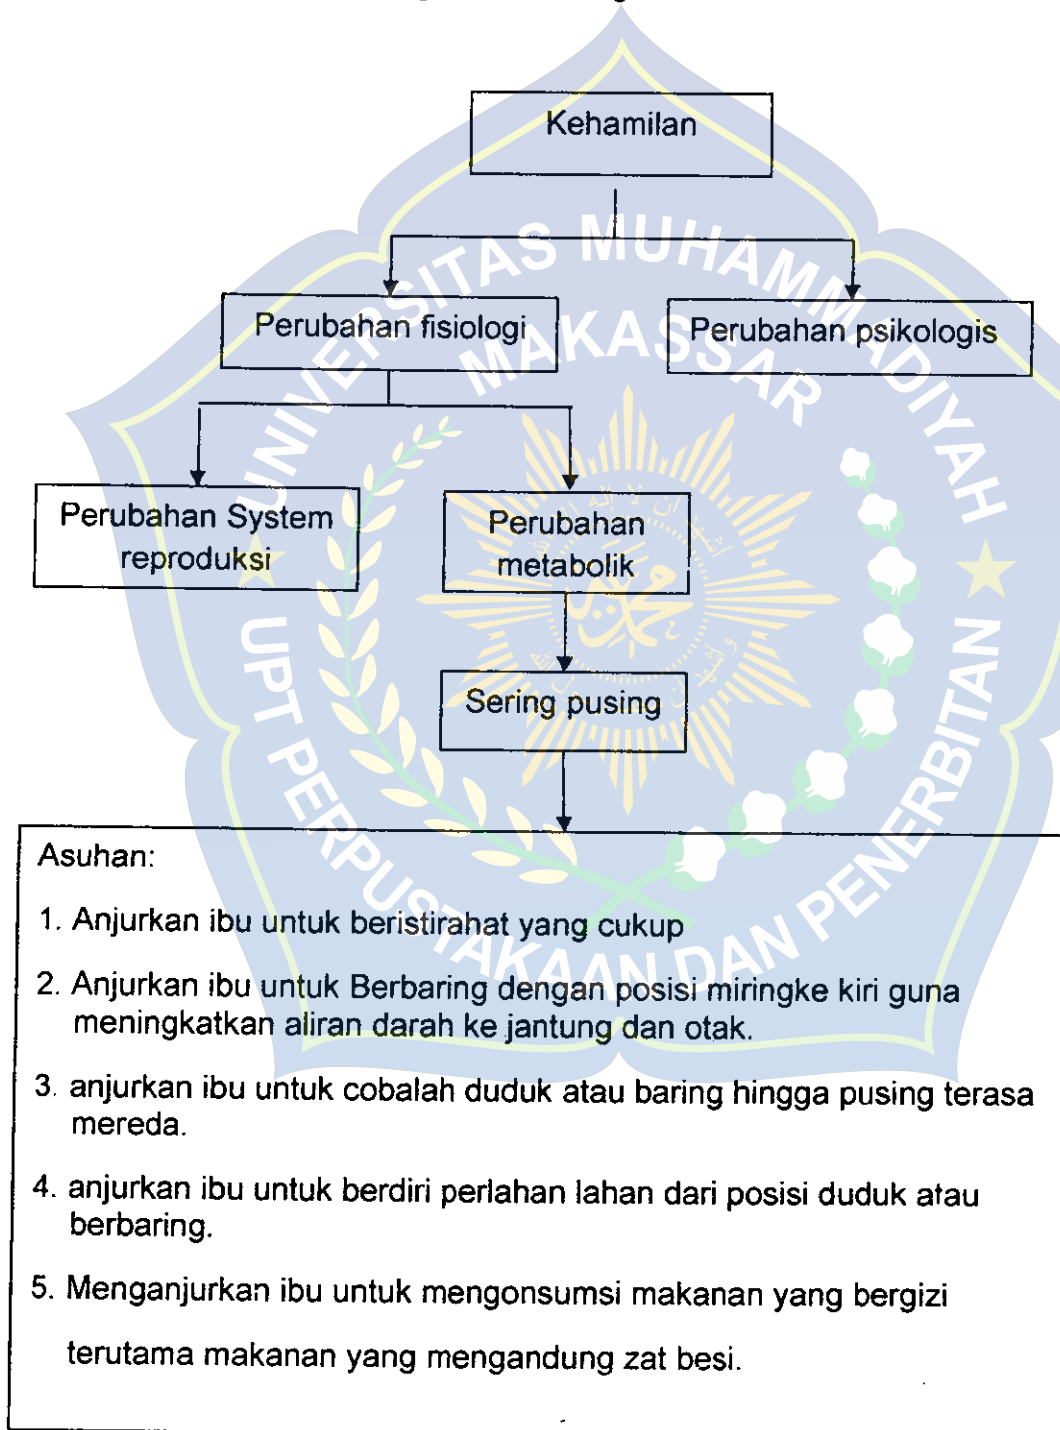 Kehamilan
Perubahan fisiologi
Perubahan psikologis
Perubahan System
reproduksi
Perubahan
metabolik
Sering pusing
Asuhan:
1. Anjurkan ibu untuk beristirahat yang cukup
2. Anjurkan ibu untuk Berbaring dengan posisi miringke kiri guna
meningkatkan aliran darah ke jantung dan otak.
3. anjurkan ibu untuk cobalah duduk atau baring hingga pusing terasa
mereda.
4. anjurkan ibu untuk berdiri perlahan lahan dari posisi duduk atau
berbaring.
5. Menganjurkan ibu untuk mengonsumsi makanan yang bergizi
terutama makanan yang mengandung zat besi.
UNIVERSITAS MUHAMMADIYAH
MAKASSAR
UPT PERPUSTAKAAN DAN PENERBITAN